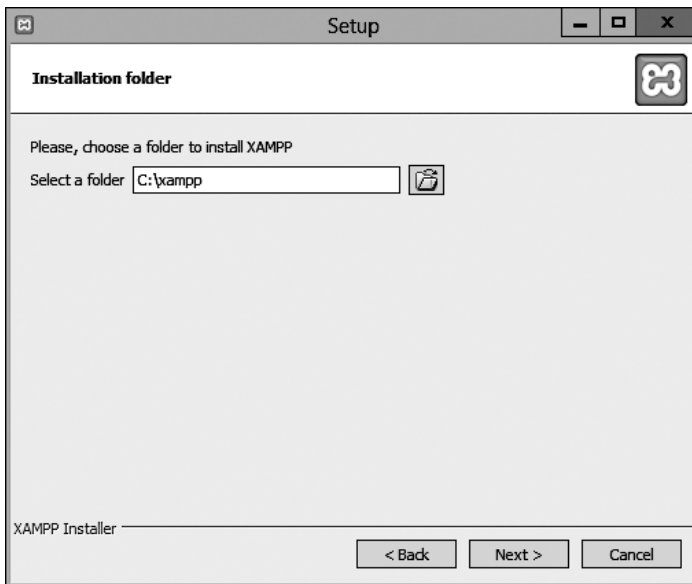 Setup
Installation folder
Please, choose a folder to install XAMPP
Select a folder C:\xampp
XAMPP Installer
< Back Next > Cancel